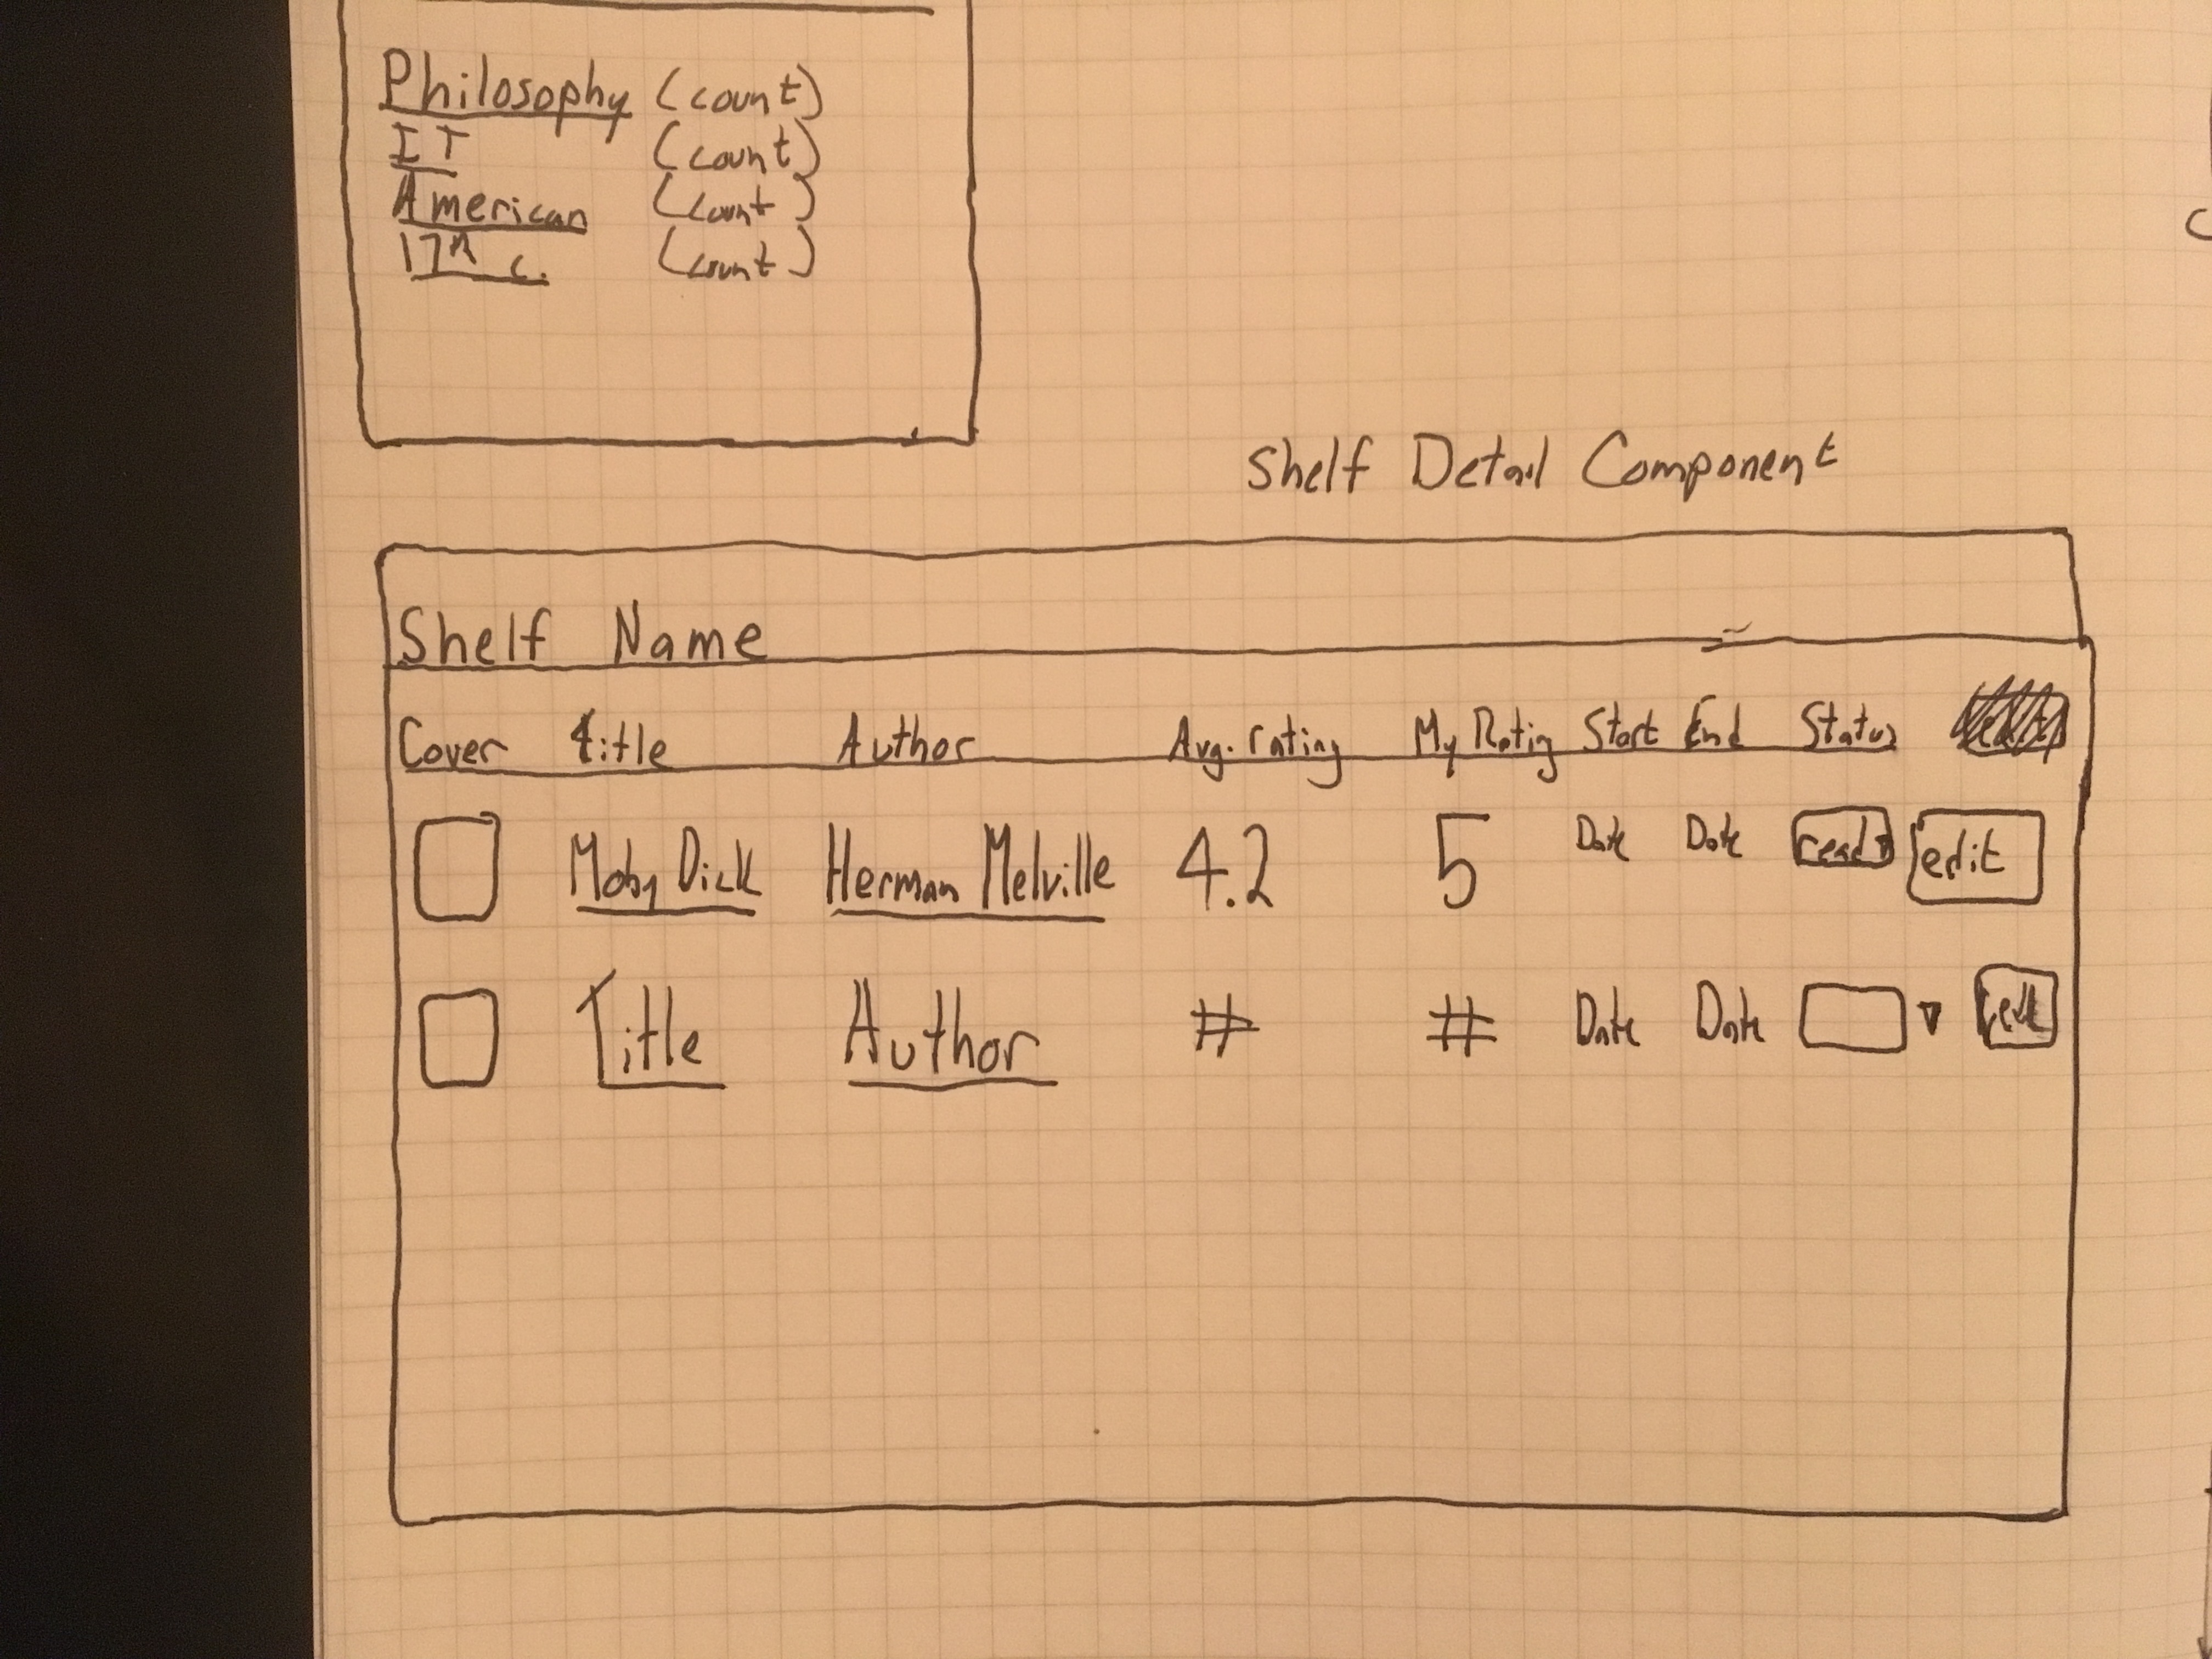 Philosophy (count)
IT (count)
American (count)
17th c. (count)
Shelf Detail Component
Shelf Name
Cover title Author Avg. rating My Rating Start End Status
Moby Dick Herman Melville 4.2 5 Date Date read edit
Title Author # # Date Date